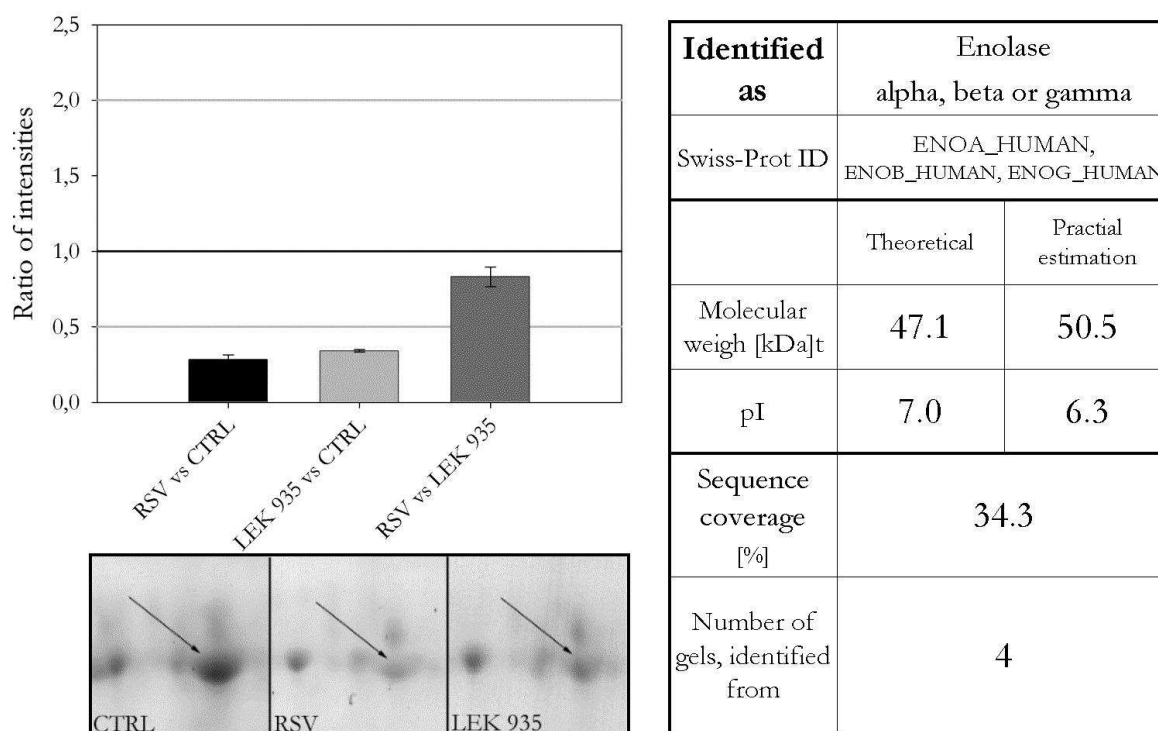 2,5
2,0
1,5
1,0
0,5
0,0
Ratio of intensities
RSV vs CTRL
LEK 935 vs CTRL
RSV vs LEK 935
CTRL
RSV
LEK 935
Identified
as
Enolase
alpha, beta or gamma
Swiss-Prot ID
ENOA_HUMAN,
ENOB_HUMAN, ENOG_HUMAN
Theoretical
Practial
estimation
Molecular
weigh [kDa]t
47.1
50.5
pI
7.0
6.3
Sequence
coverage
[%]
34.3
Number of
gels, identified
from
4